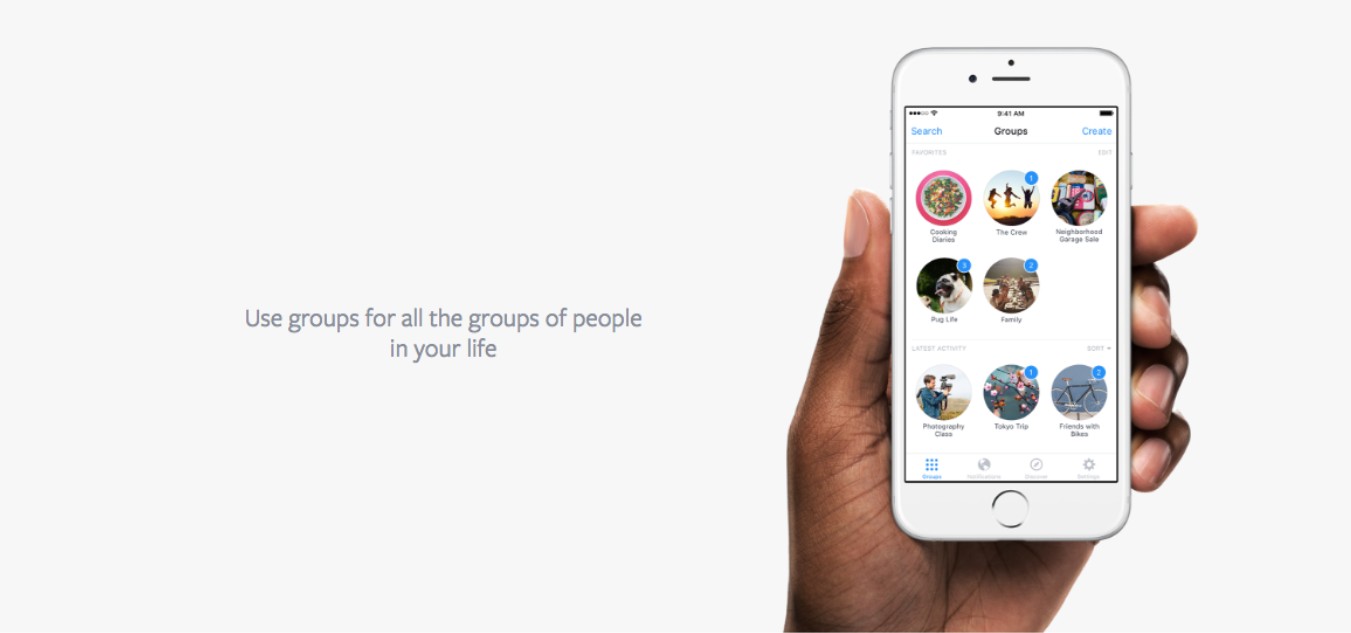 Use groups for all the groups of people
in your life
9:41 AM
Search Groups Create
FAVORITES EDIT
1
Cooking
Diaries
The Crew
Neighborhood
Garage Sale
3
2
Pug Life
Family
LATEST ACTIVITY SORT
1
2
Photography
Class
Tokyo Trip
Friends with
Bikes
Groups Notifications Discover Settings